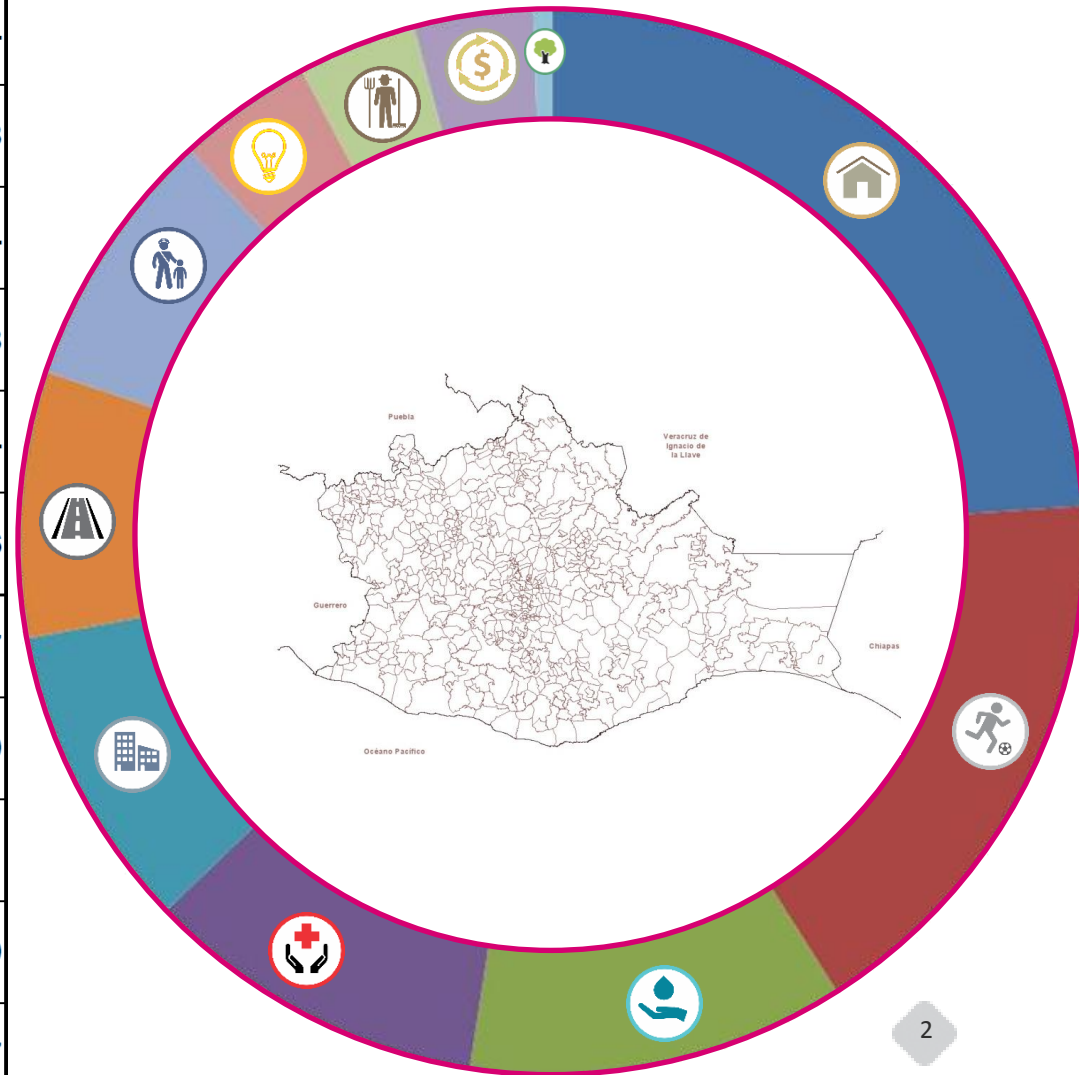 $
Puebla
Veracruz de
Ignacio de
la Llave
Guerrero
Chiapas
Océano Pacífico
2